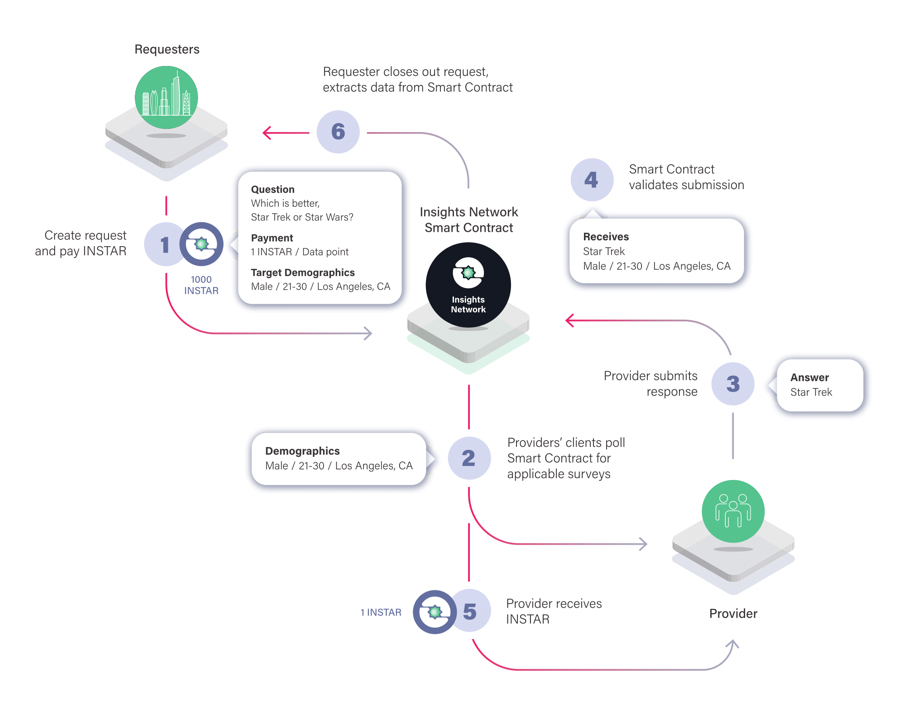 Requesters
Requester closes out request,
extracts data from Smart Contract
6
4
Smart Contract
validates submission
Question
Which is better,
Star Trek or Star Wars?
Payment
1 INSTAR / Data point
Target Demographics
Male / 21-30 / Los Angeles, CA
Create request
and pay INSTAR
1
1000
INSTAR
Insights Network
Smart Contract
Insights
Network
Receives
Star Trek
Male / 21-30 / Los Angeles, CA
Provider submits
response
3
Answer
Star Trek
Demographics
Male / 21-30 / Los Angeles, CA
2
Providers' clients poll
Smart Contract for
applicable surveys
1 INSTAR
5
Provider receives
INSTAR
Provider